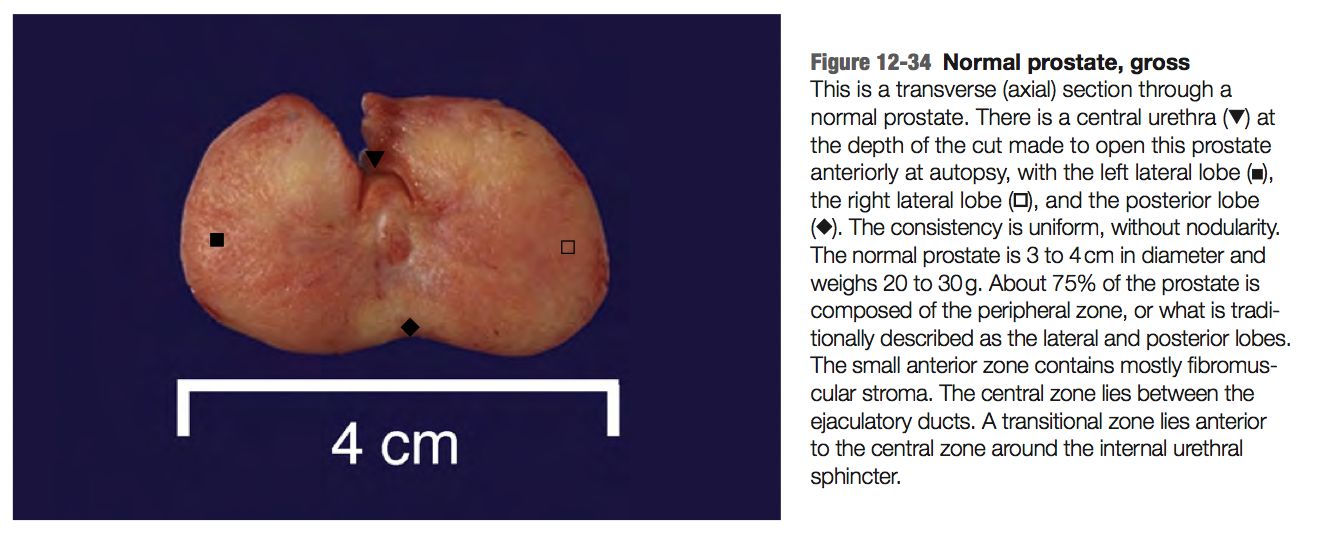 4 cm
Figure 12-34 Normal prostate, gross
This is a transverse (axial) section through a
normal prostate. There is a central urethra (▼) at
the depth of the cut made to open this prostate
anteriorly at autopsy, with the left lateral lobe (■),
the right lateral lobe (□), and the posterior lobe
(◆). The consistency is uniform, without nodularity.
The normal prostate is 3 to 4 cm in diameter and
weighs 20 to 30 g. About 75% of the prostate is
composed of the peripheral zone, or what is tradi-
tionally described as the lateral and posterior lobes.
The small anterior zone contains mostly fibromus-
cular stroma. The central zone lies between the
ejaculatory ducts. A transitional zone lies anterior
to the central zone around the internal urethral
sphincter.